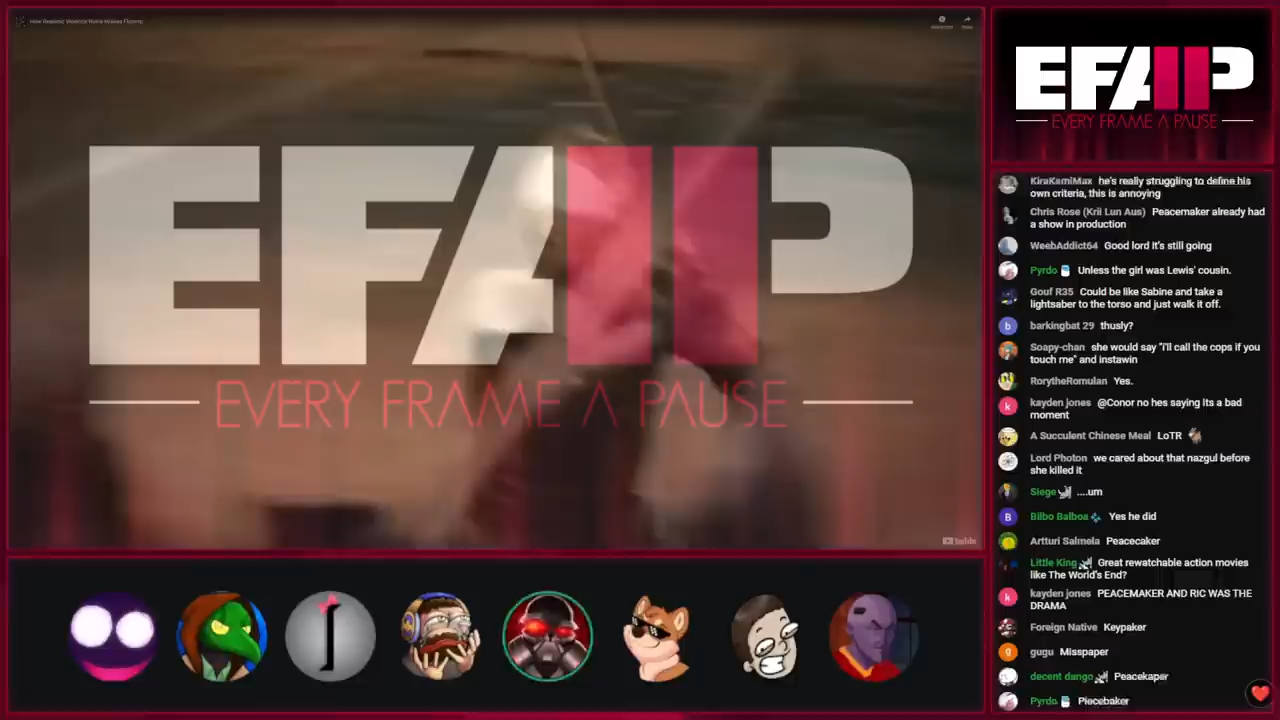 EFAP
EVERY FRAME A PAUSE
EFAP
EVERY FRAME A PAUSE
KiraKamiMax he's really struggling to define his
own criteria, this is annoying
Chris Rose (Krii Lun Aus) Peacemaker already had
a show in production
WeebAddict64 Good lord it's still going
Pyrdo Unless the girl was Lewis' cousin.
Gouf R35 Could be like Sabine and take a
lightsaber to the torso and just walk it off.
b barkingbat 29 thusly?
Soapy-chan she would say "i'll call the cops if you
touch me" and instawin
RorytheRomulan Yes.
k kayden jones @Conor no hes saying Its a bad
moment
A Succulent Chinese Meal LoTR
Lord Photon we cared about that nazgul before
she killed it
Siege ....um
B Bilbo Balbox Yes he did
Artturi Salmela Peacecaker
Little King Great rewatchable action movies
like The World's End?
k kayden jones PEACEMAKER AND RIC WAS THE
DRAMA
Foreign Native Keypaker
g gugu Misspaper
decent dango Peacekaper
Pyrdo Piecebaker